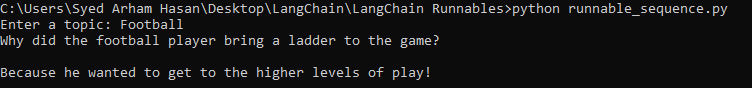 C:\Users\Syed Arham Hasan\Desktop\LangChain\LangChain Runnables>python runnable_sequence.py
Enter a topic: Football
Why did the football player bring a ladder to the game?
Because he wanted to get to the higher levels of play!